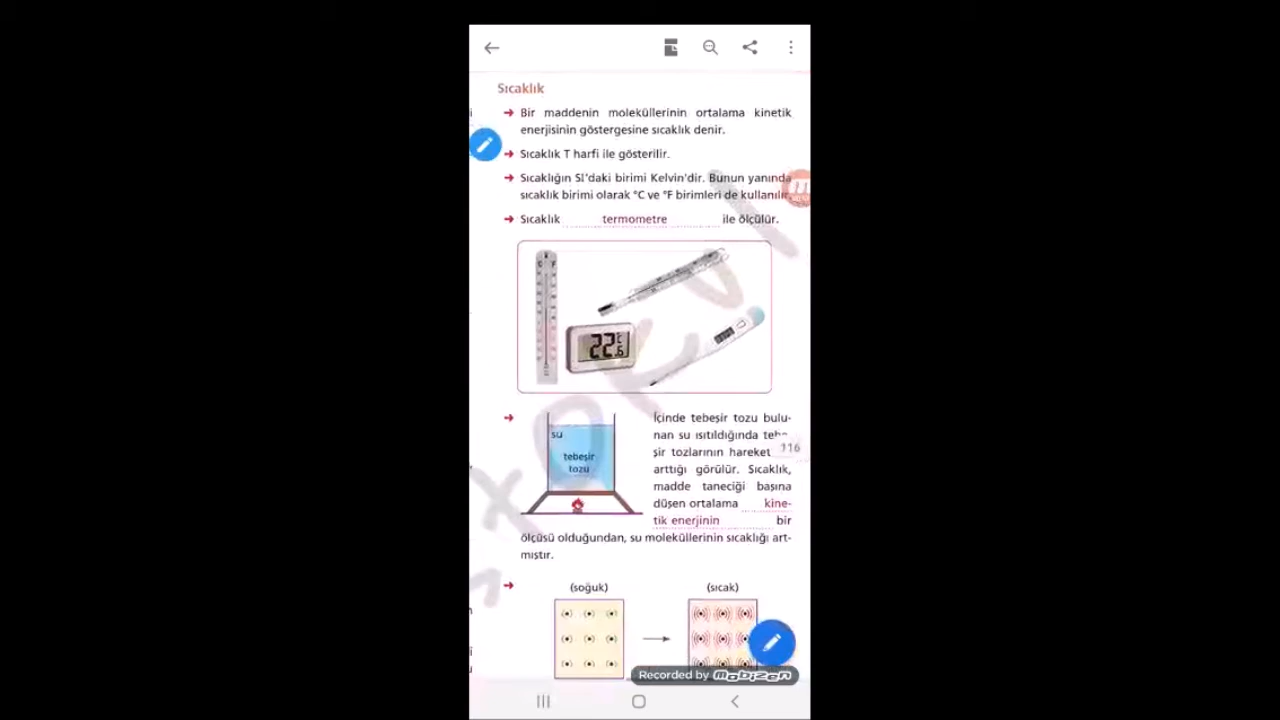 Sıcaklık
→ Bir maddenin moleküllerinin ortalama kinetik
enerjisinin göstergesine sıcaklık denir.
→ Sıcaklık T harfi ile gösterilir.
→ Sıcaklığın SI'daki birimi Kelvin'dir. Bunun yanında
sıcaklık birimi olarak °C ve °F birimleri de kullanılır.
→ Sıcaklık termometre ile ölçülür.
22.6 °C
su
tebeşir
tozu
İçinde tebeşir tozu bulu-
nan su ısıtıldığında tebe-
şir tozlarının hareket
arttığı görülür. Sıcaklık,
madde taneciği başına
düşen ortalama kine-
tik enerjinin bir
ölçüsü olduğundan, su moleküllerinin sıcaklığı art-
mıştır.
116
(soğuk) (sıcak)
Recorded by Mobizen